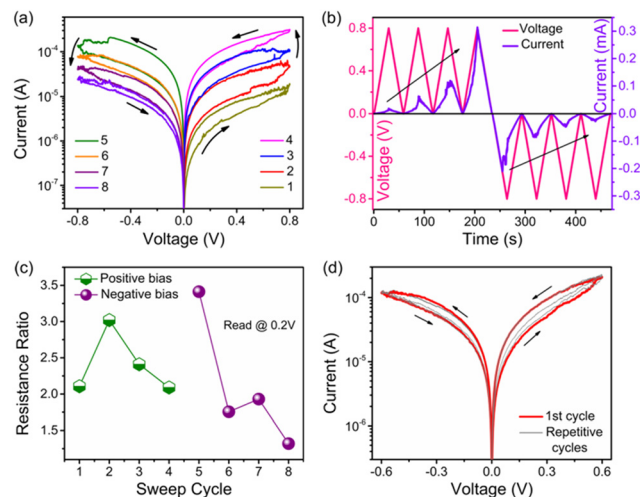 (a)
Current (A)
10⁻⁴
10⁻⁵
10⁻⁶
10⁻⁷
5
6
7
8
4
3
2
1
-0.8 -0.4 0.0 0.4 0.8
Voltage (V)
(b)
Voltage
Current
0.8
0.4
0.0
-0.4
-0.8
Voltage (V)
0.3
0.2
0.1
0.0
-0.1
-0.2
-0.3
Current (mA)
0 100 200 300 400
Time (s)
(c)
Positive bias
Negative bias
Read @ 0.2V
Resistance Ratio
3.5
3.0
2.5
2.0
1.5
1 2 3 4 5 6 7 8
Sweep Cycle
(d)
Current (A)
10⁻⁴
10⁻⁵
10⁻⁶
1st cycle
Repetitive
cycles
-0.6 -0.3 0.0 0.3 0.6
Voltage (V)